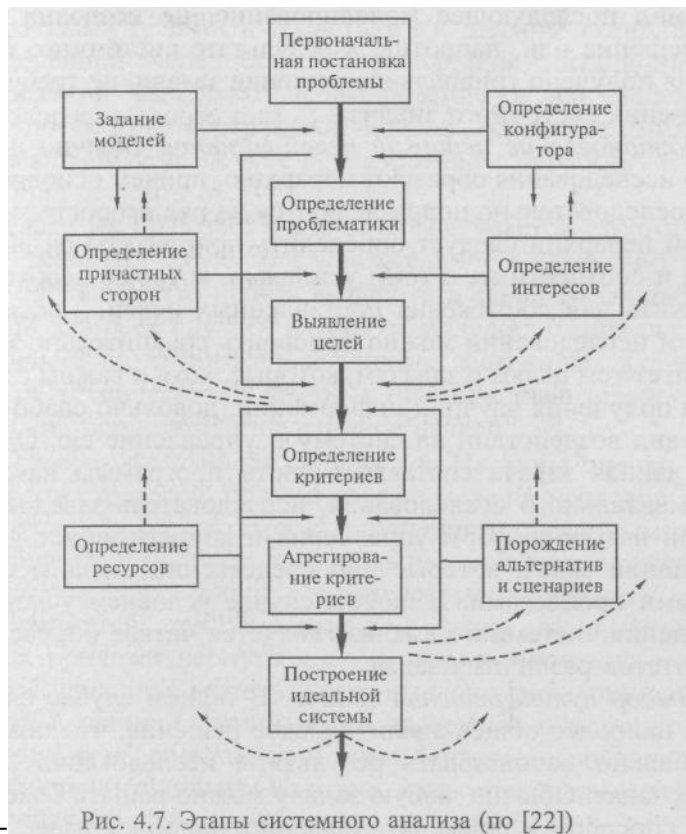 Первоначаль-
ная постановка
проблемы
Задание
моделей
Определение
конфигура-
тора
Определение
проблематики
Определение
причастных
сторон
Определение
интересов
Выявление
целей
Определение
критериев
Определение
ресурсов
Агрегирова-
ние крите-
риев
Порождение
альтернатив
и сценариев
Построение
идеальной
системы
Рис. 4.7. Этапы системного анализа (по [22])